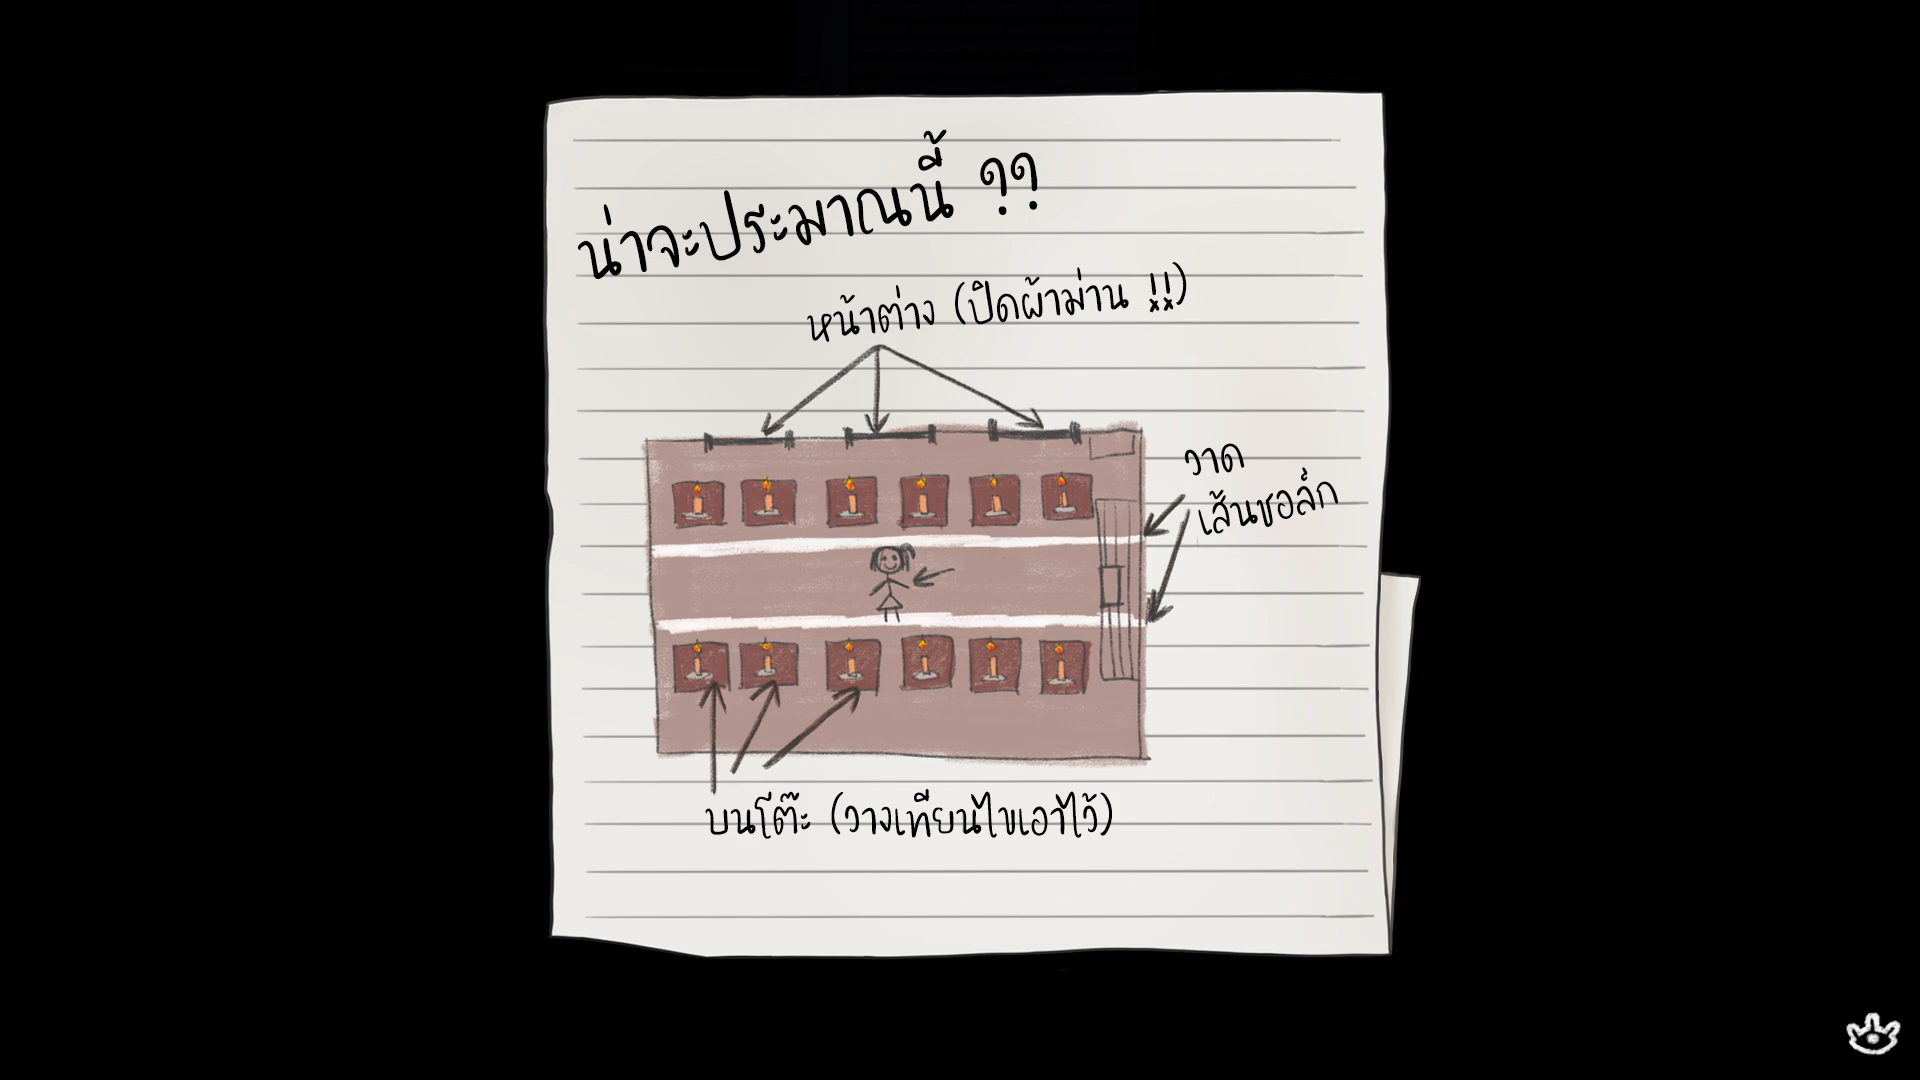 น่าจะประมาณนี้ ??
หน้าต่าง (ปิดผ้าม่าน !!)
วาด
เส้นชอล์ก
บนโต๊ะ (วางเทียนไขเอาไว้)